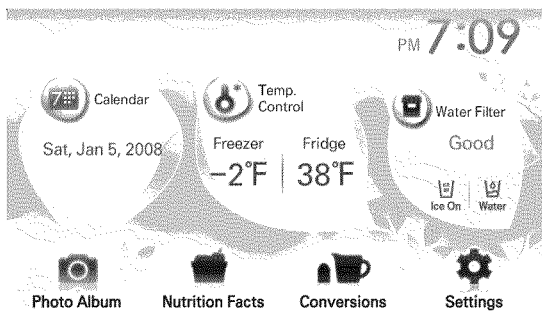 PM 7:09
7
Calendar
Temp.
Control
Water Filter
Sat, Jan 5, 2008
Freezer
Fridge
-2°F
38°F
Good
Ice On
Water
Photo Album
Nutrition Facts
Conversions
Settings